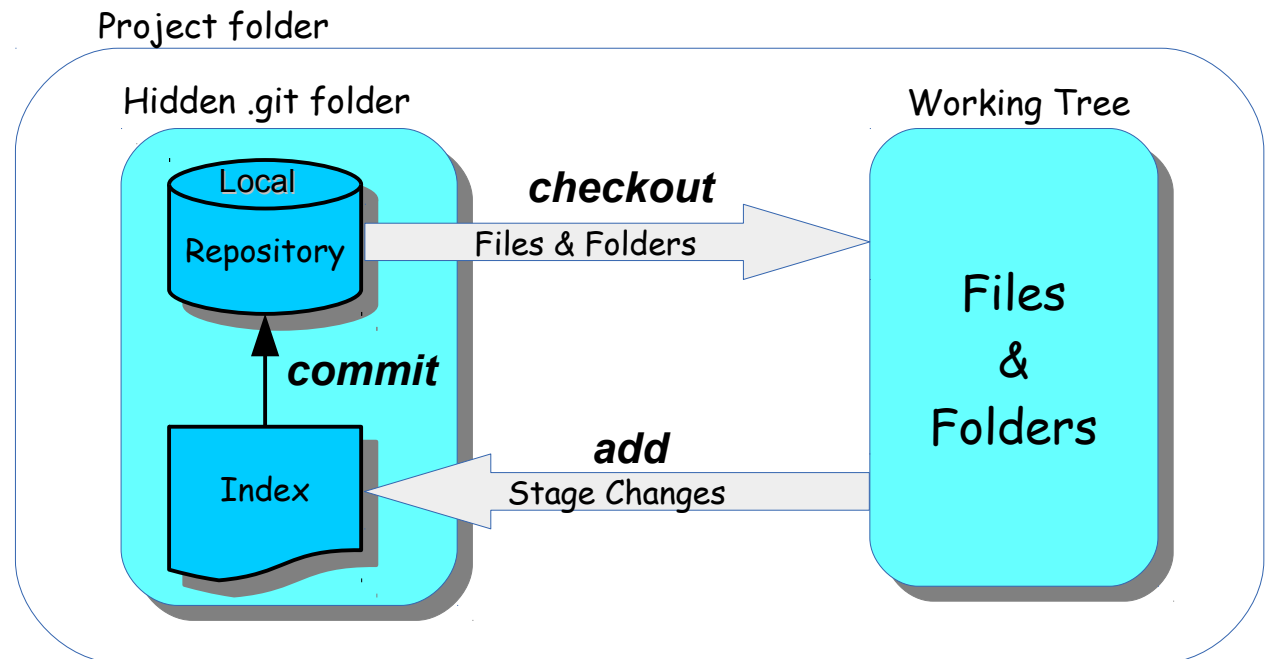 Project folder
Hidden .git folder
Working Tree
Local
Repository
checkout
Files & Folders
Files
&
Folders
commit
add
Stage Changes
Index